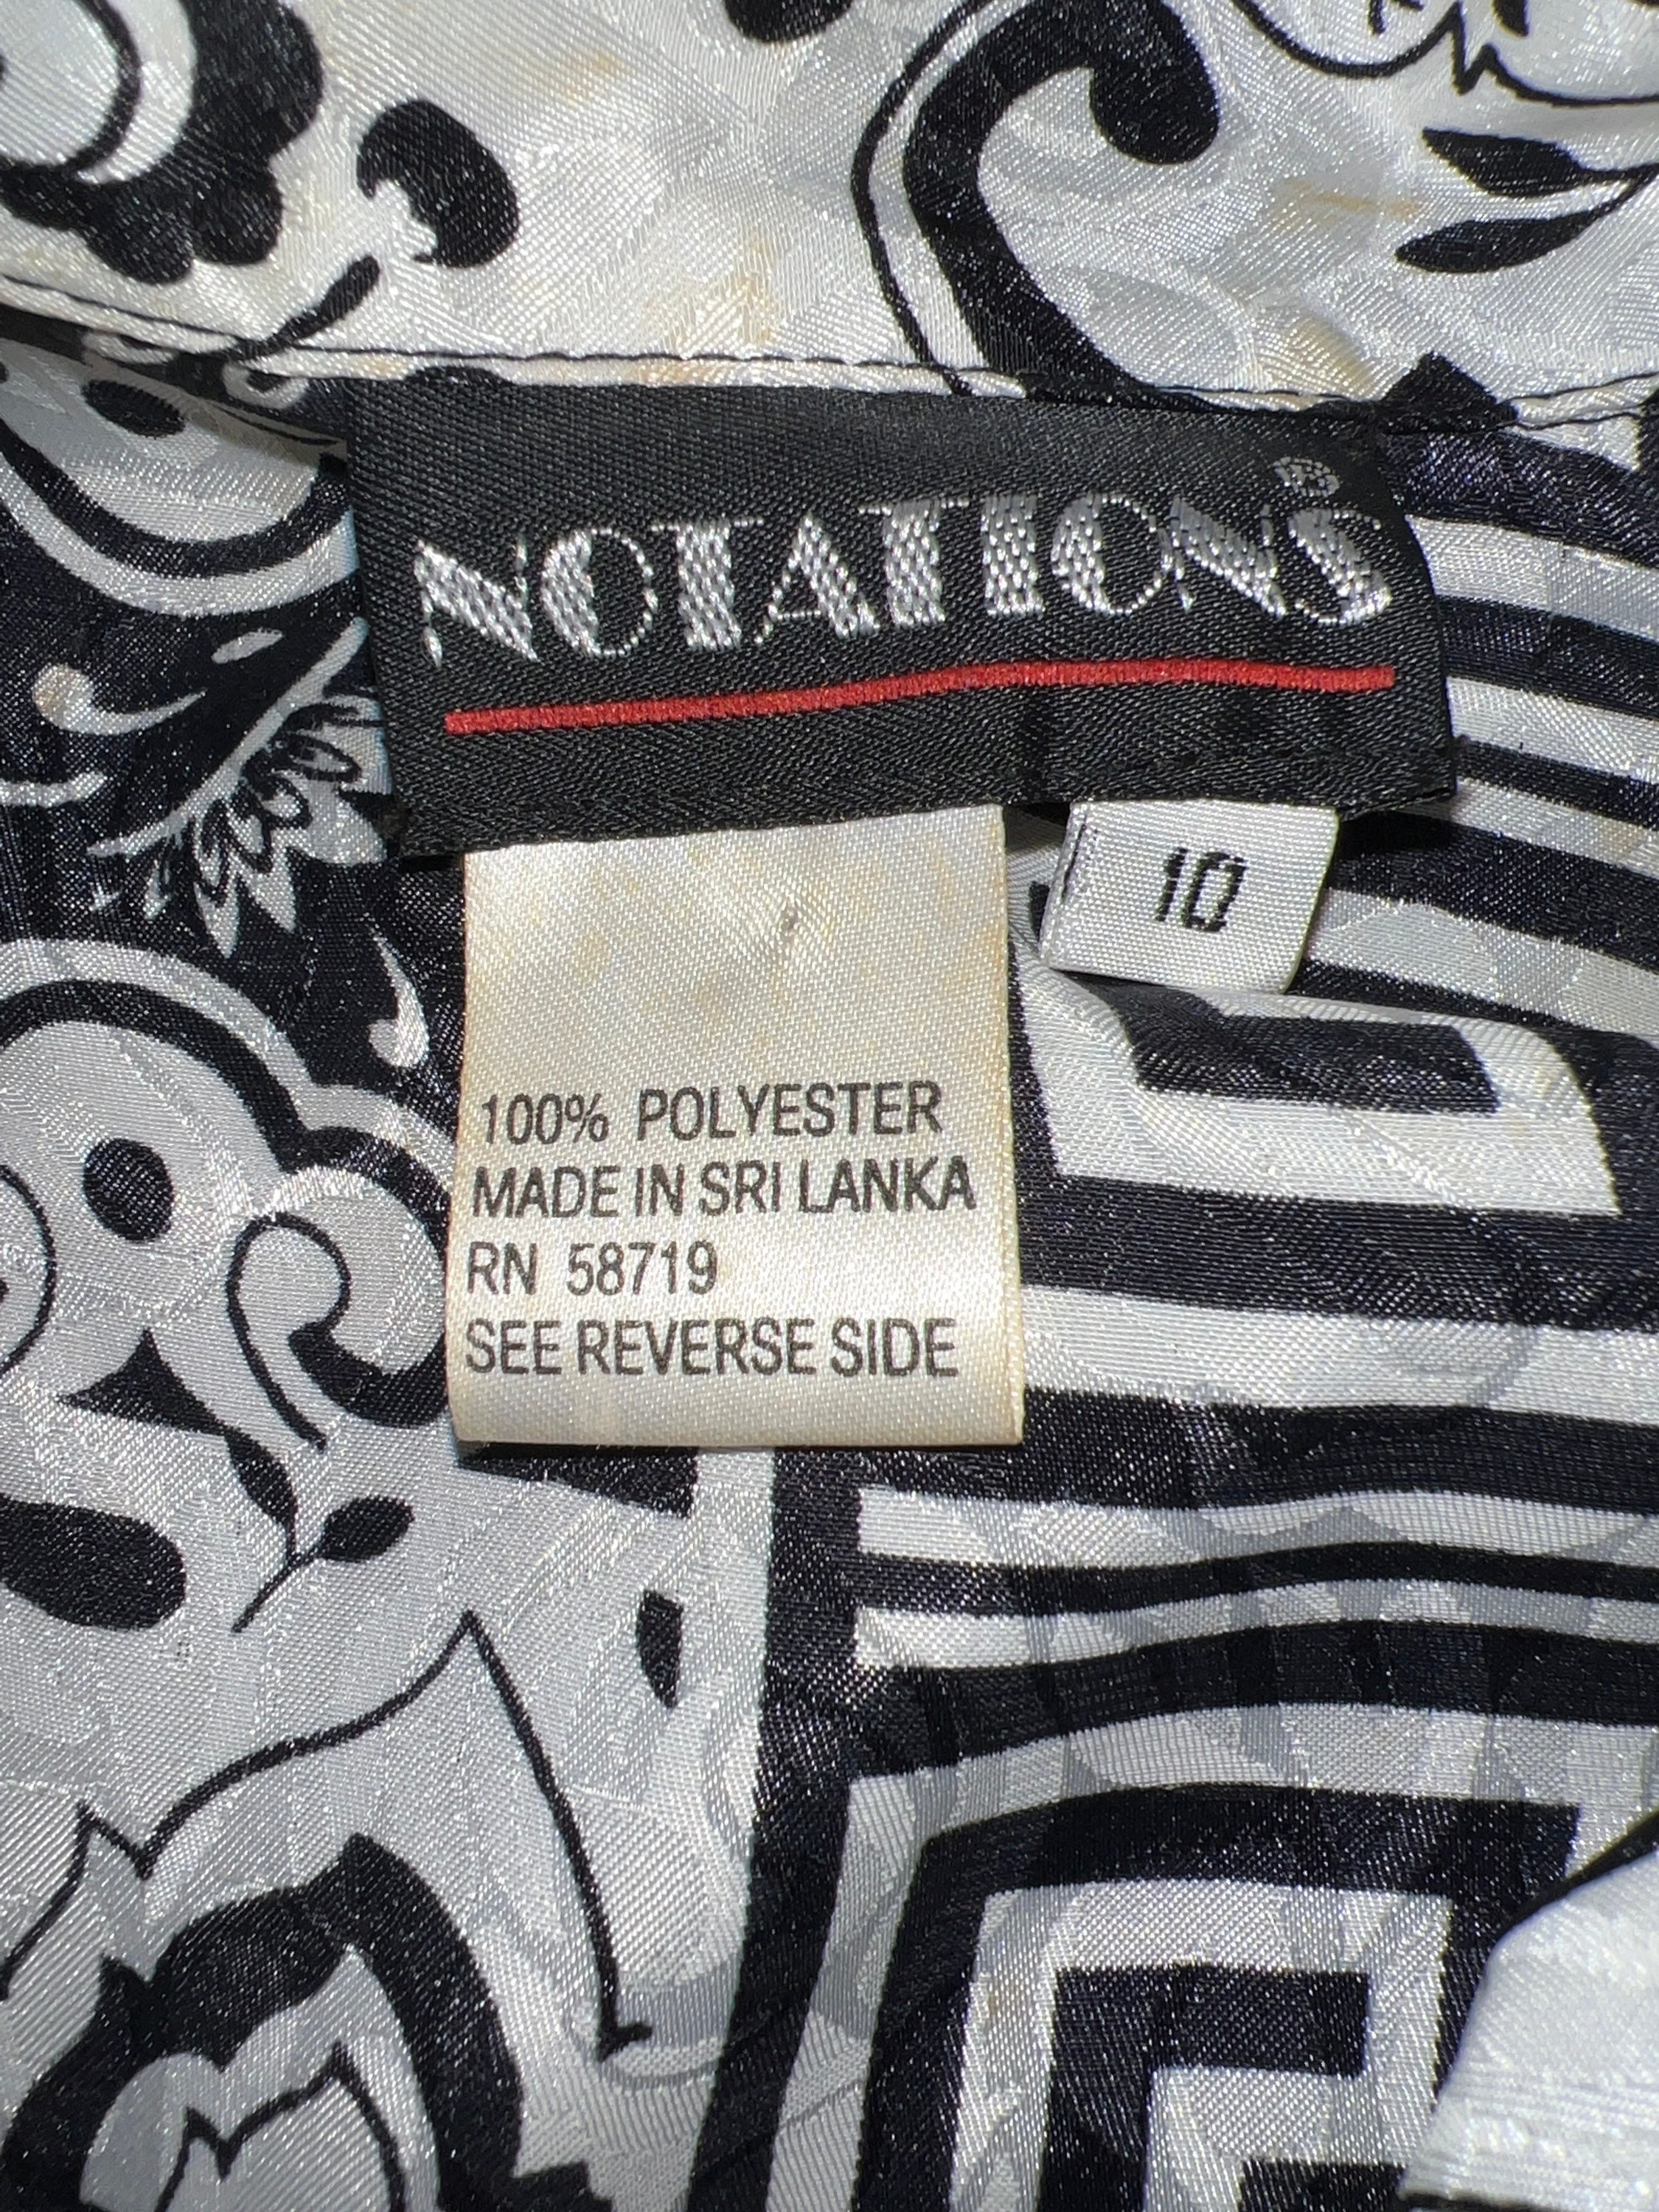 NOTATIONS®
10
100% POLYESTER
MADE IN SRI LANKA
RN 58719
SEE REVERSE SIDE